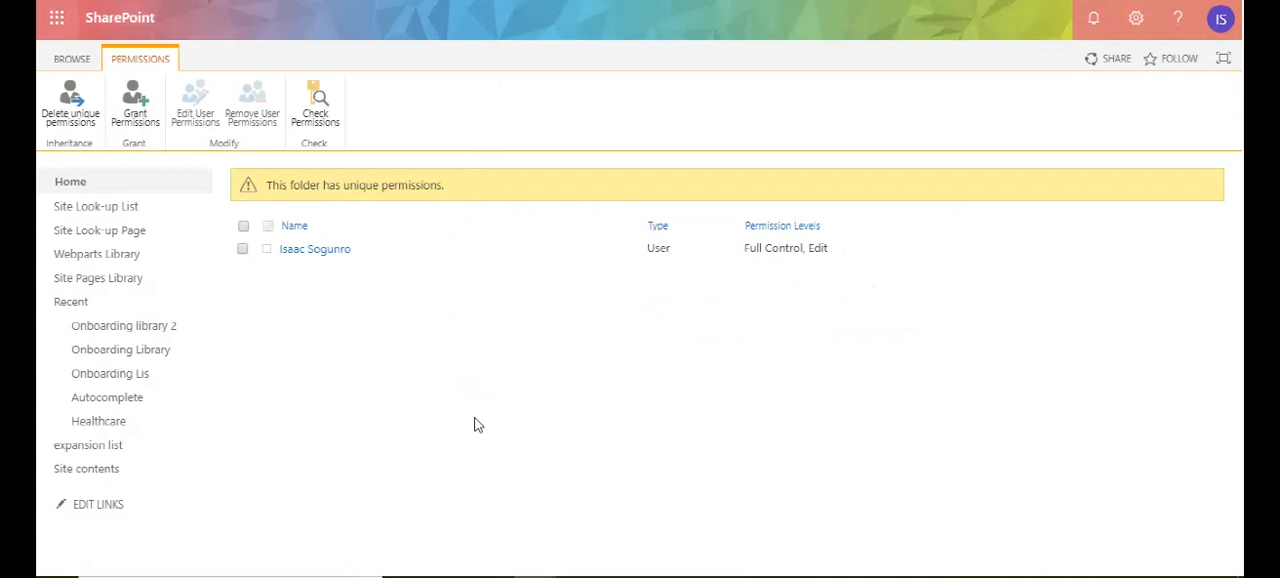 SharePoint
IS
BROWSE
PERMISSIONS
SHARE
FOLLOW
Delete unique
permissions
Inheritance
Grant
Permissions
Grant
Edit User
Permissions
Remove User
Permissions
Modify
Check
Permissions
Check
Home
Site Look-up List
Site Look-up Page
Webparts Library
Site Pages Library
Recent
Onboarding library 2
Onboarding Library
Onboarding Lis
Autocomplete
Healthcare
expansion list
Site contents
EDIT LINKS
This folder has unique permissions.
Name Type Permission Levels
Isaac Sogunro User Full Control, Edit